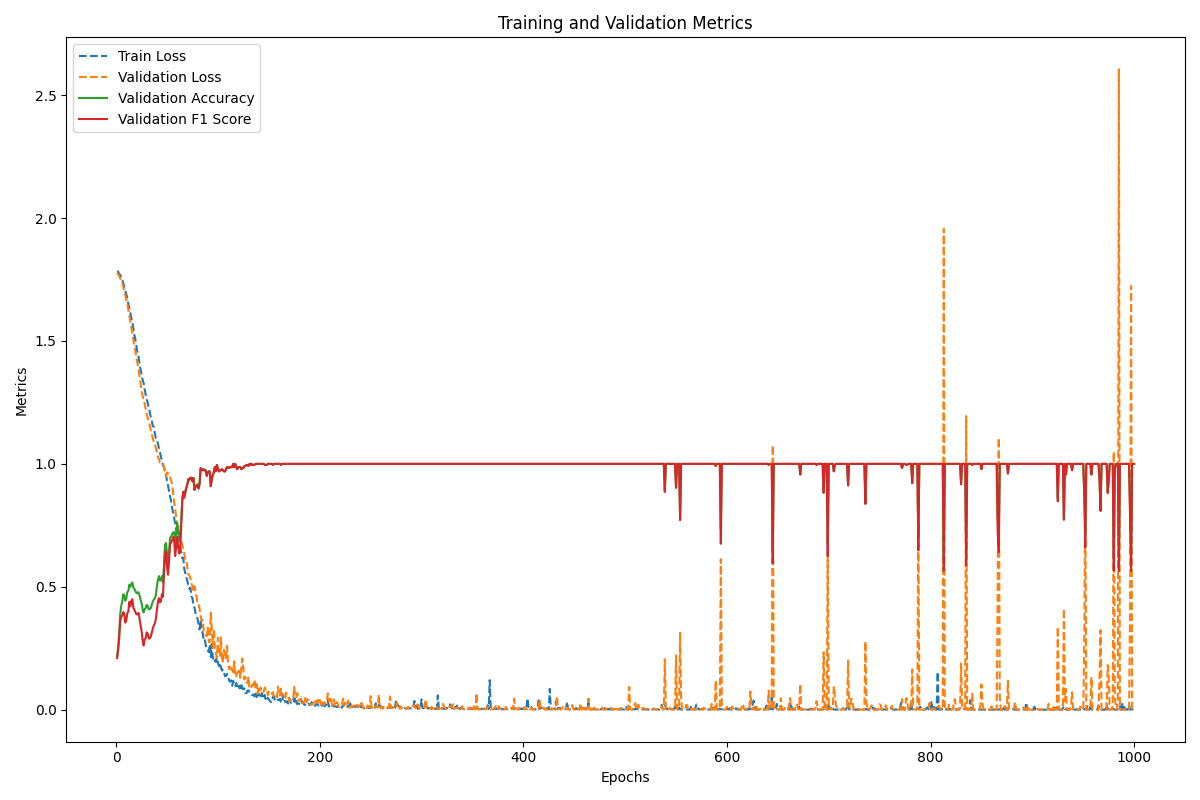 Training and Validation Metrics
Train Loss
Validation Loss
Validation Accuracy
Validation F1 Score
Metrics
2.5
2.0
1.5
1.0
0.5
0.0
0 200 400 600 800 1000
Epochs